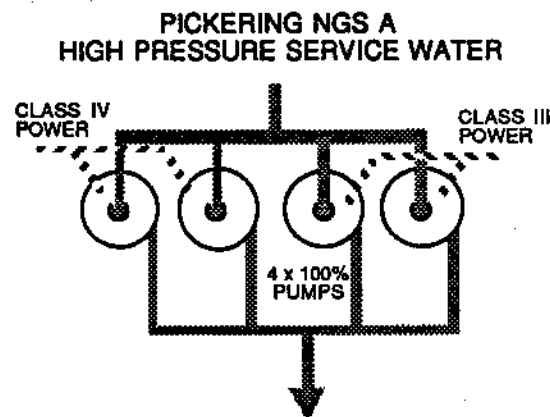 PICKERING NGS A
HIGH PRESSURE SERVICE WATER
CLASS IV
POWER
CLASS III
POWER
4 x 100%
PUMPS